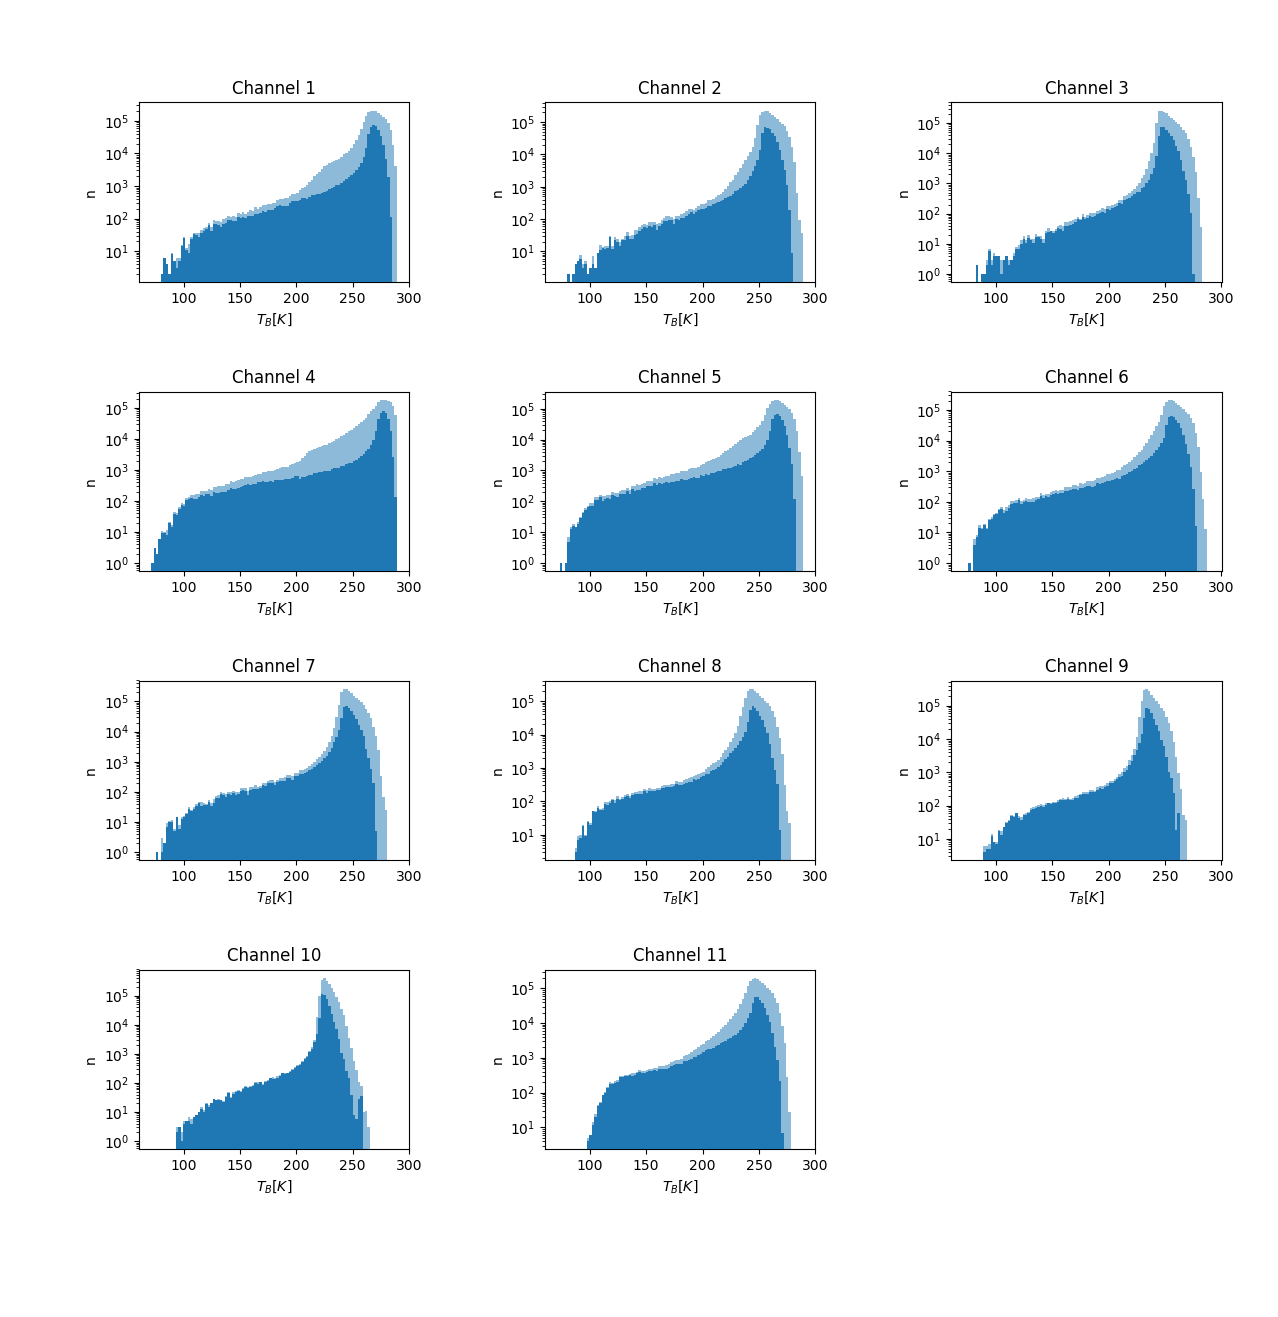 Channel 1 Channel 2 Channel 3
n 10^5 10^4 10^3 10^2 10^1 n 10^5 10^4 10^3 10^2 10^1 n 10^5 10^4 10^3 10^2 10^1 10^0
100 150 200 250 300 100 150 200 250 300 100 150 200 250 300
T_B[K] T_B[K] T_B[K]
Channel 4 Channel 5 Channel 6
n 10^5 10^4 10^3 10^2 10^1 10^0 n 10^5 10^4 10^3 10^2 10^1 10^0 n 10^5 10^4 10^3 10^2 10^1 10^0
100 150 200 250 300 100 150 200 250 300 100 150 200 250 300
T_B[K] T_B[K] T_B[K]
Channel 7 Channel 8 Channel 9
n 10^5 10^4 10^3 10^2 10^1 10^0 n 10^5 10^4 10^3 10^2 10^1 n 10^5 10^4 10^3 10^2 10^1
100 150 200 250 300 100 150 200 250 300 100 150 200 250 300
T_B[K] T_B[K] T_B[K]
Channel 10 Channel 11
n 10^5 10^4 10^3 10^2 10^1 10^0 n 10^5 10^4 10^3 10^2 10^1
100 150 200 250 300 100 150 200 250 300
T_B[K] T_B[K]